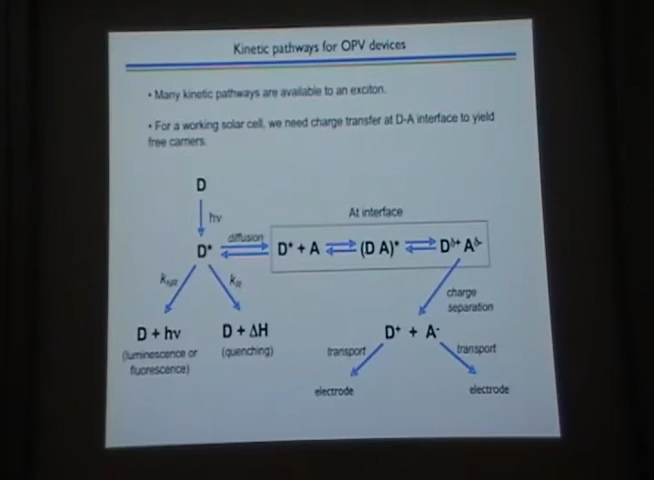 Kinetic pathways for OPV devices
• Many kinetic pathways are available to an exciton.
• For a working solar cell, we need charge transfer at D-A interface to yield
free carriers.
D
hν
At interface
diffusion
D* D* + A (D A)* Dδ+ Aδ-
kNR kR
charge
separation
D + hν D + ΔH D+ + A-
(luminescence or (quenching) transport transport
fluorescence)
electrode electrode